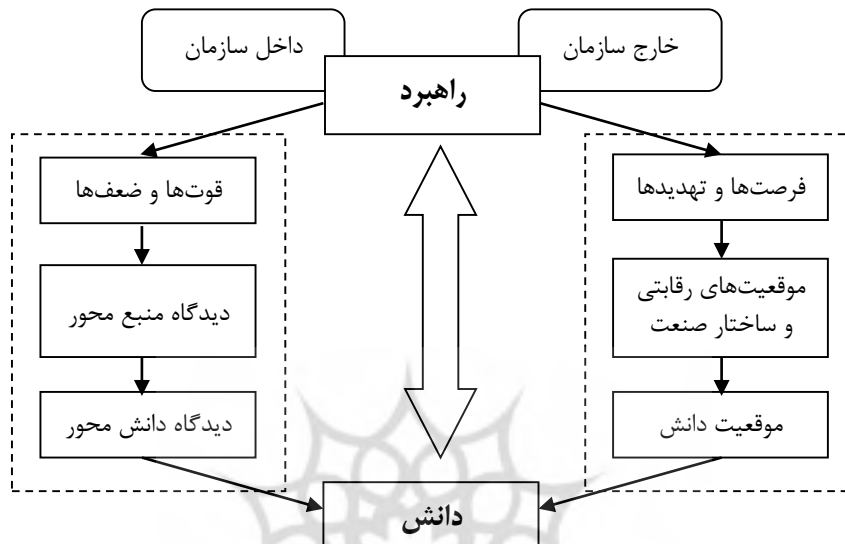 خارج سازمان
داخل سازمان
راهبرد
فرصت‌ها و تهدیدها
قوت‌ها و ضعف‌ها
موقعیت‌های رقابتی
و ساختار صنعت
دیدگاه منبع محور
موقعیت دانش
دیدگاه دانش محور
دانش